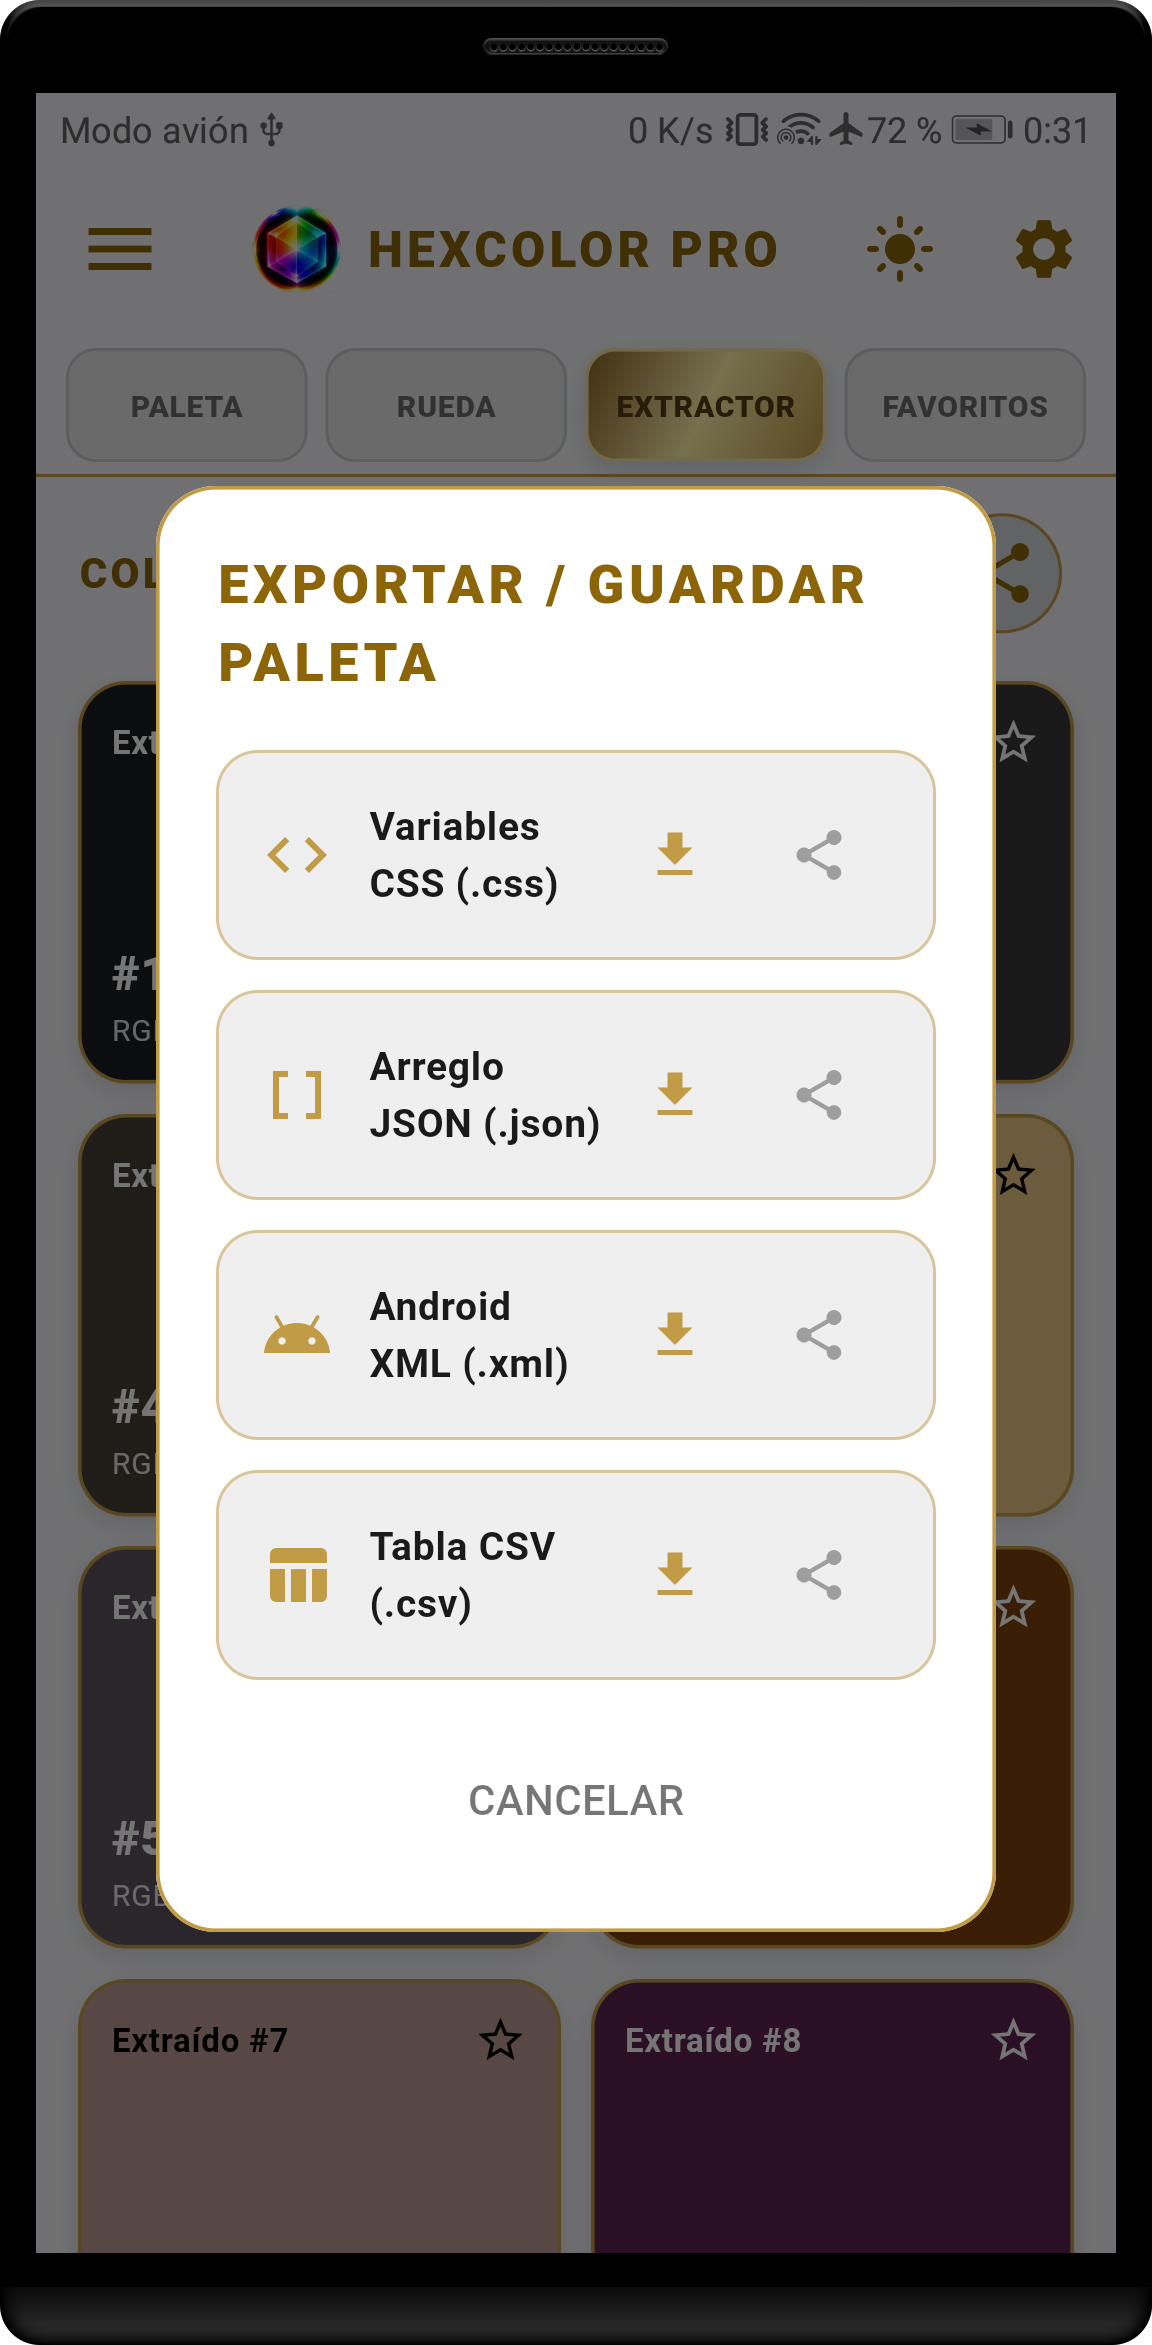 Modo avión
0 K/s 72 % 0:31
HEXCOLOR PRO
PALETA RUEDA EXTRACTOR FAVORITOS
EXPORTAR / GUARDAR
PALETA
Variables
CSS (.css)
Arreglo
JSON (.json)
Android
XML (.xml)
Tabla CSV
(.csv)
CANCELAR
Extraído #7
Extraído #8